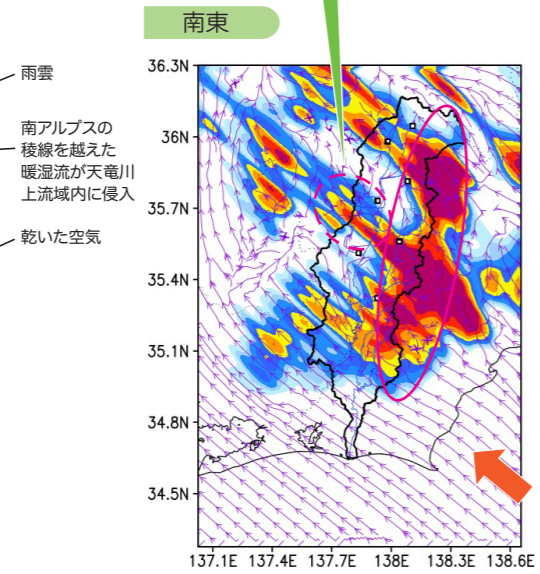 南東
雨雲
南アルプスの
稜線を越えた
暖湿流が天竜川
上流域内に侵入
乾いた空気
36.3N
36N
35.7N
35.4N
35.1N
34.8N
34.5N
137.1E 137.4E 137.7E 138E 138.3E 138.6E